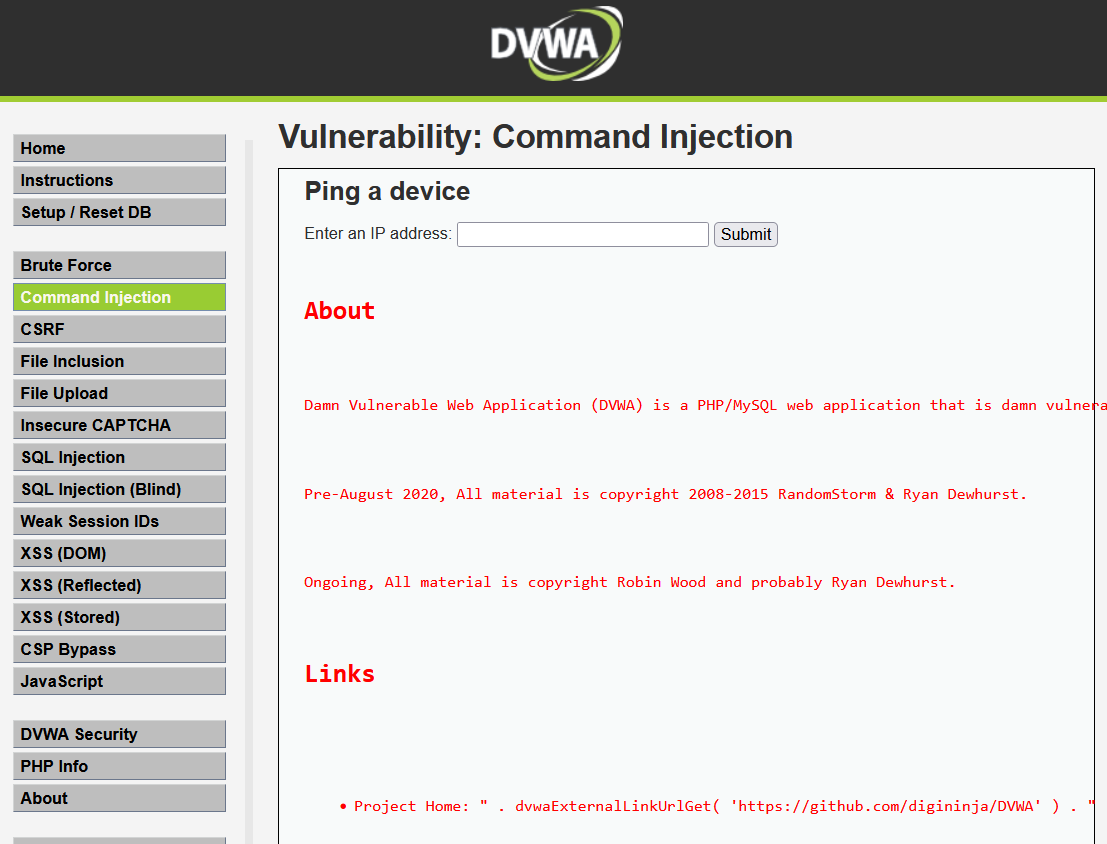 DVWA
Home
Instructions
Setup / Reset DB
Brute Force
Command Injection
CSRF
File Inclusion
File Upload
Insecure CAPTCHA
SQL Injection
SQL Injection (Blind)
Weak Session IDs
XSS (DOM)
XSS (Reflected)
XSS (Stored)
CSP Bypass
JavaScript
DVWA Security
PHP Info
About
Vulnerability: Command Injection
Ping a device
Enter an IP address: Submit
About
Damn Vulnerable Web Application (DVWA) is a PHP/MySQL web application that is damn vulnera
Pre-August 2020, All material is copyright 2008-2015 RandomStorm & Ryan Dewhurst.
Ongoing, All material is copyright Robin Wood and probably Ryan Dewhurst.
Links
• Project Home: " . dvwaExternalLinkUrlGet( 'https://github.com/digininja/DVWA' ) . "